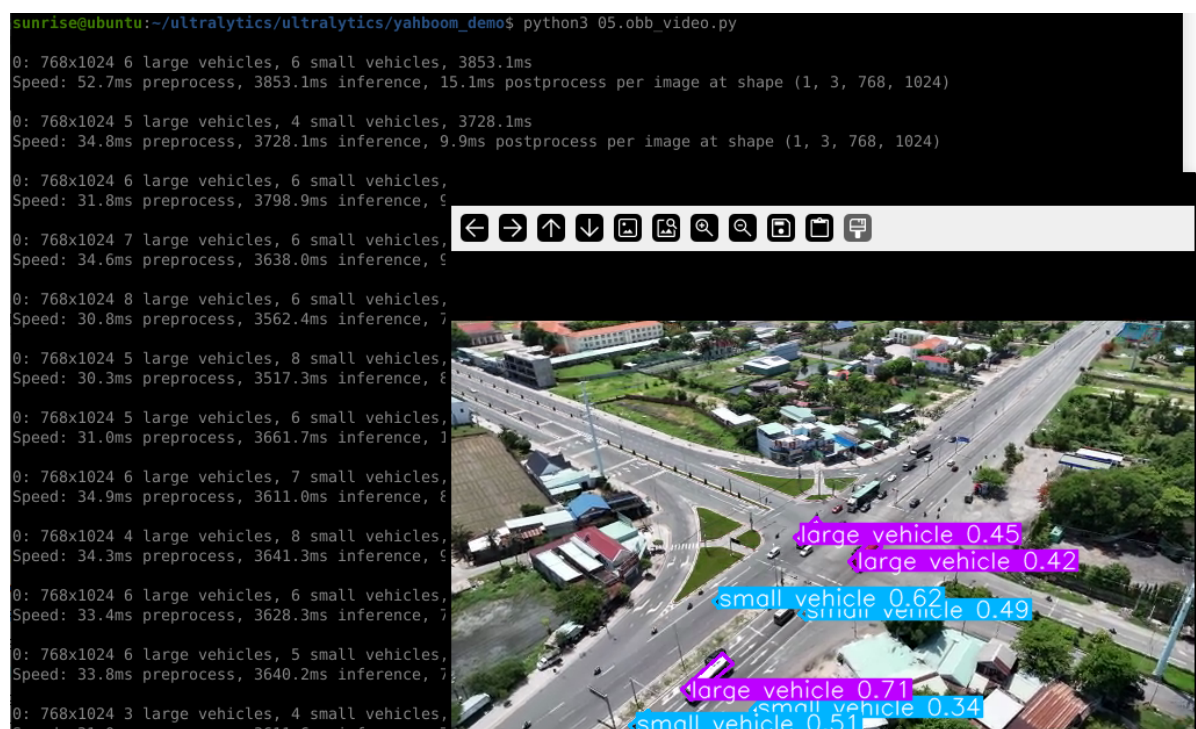 sunrise@ubuntu:~/ultralytics/ultralytics/yahboom_demo$ python3 05.obb_video.py
0: 768x1024 6 large vehicles, 6 small vehicles, 3853.1ms
Speed: 52.7ms preprocess, 3853.1ms inference, 15.1ms postprocess per image at shape (1, 3, 768, 1024)
0: 768x1024 5 large vehicles, 4 small vehicles, 3728.1ms
Speed: 34.8ms preprocess, 3728.1ms inference, 9.9ms postprocess per image at shape (1, 3, 768, 1024)
0: 768x1024 6 large vehicles, 6 small vehicles,
Speed: 31.8ms preprocess, 3798.9ms inference,
0: 768x1024 7 large vehicles, 6 small vehicles,
Speed: 34.6ms preprocess, 3638.0ms inference,
0: 768x1024 8 large vehicles, 6 small vehicles,
Speed: 30.8ms preprocess, 3562.4ms inference,
0: 768x1024 5 large vehicles, 8 small vehicles,
Speed: 30.3ms preprocess, 3517.3ms inference,
0: 768x1024 5 large vehicles, 6 small vehicles,
Speed: 31.0ms preprocess, 3661.7ms inference,
0: 768x1024 6 large vehicles, 7 small vehicles,
Speed: 34.9ms preprocess, 3611.0ms inference,
0: 768x1024 4 large vehicles, 8 small vehicles,
Speed: 34.3ms preprocess, 3641.3ms inference,
0: 768x1024 6 large vehicles, 6 small vehicles,
Speed: 33.4ms preprocess, 3628.3ms inference,
0: 768x1024 6 large vehicles, 5 small vehicles,
Speed: 33.8ms preprocess, 3640.2ms inference,
0: 768x1024 3 large vehicles, 4 small vehicles,
large vehicle 0.45
large vehicle 0.42
small vehicle 0.62
small vehicle 0.49
large vehicle 0.71
small vehicle 0.34
small vehicle 0.51